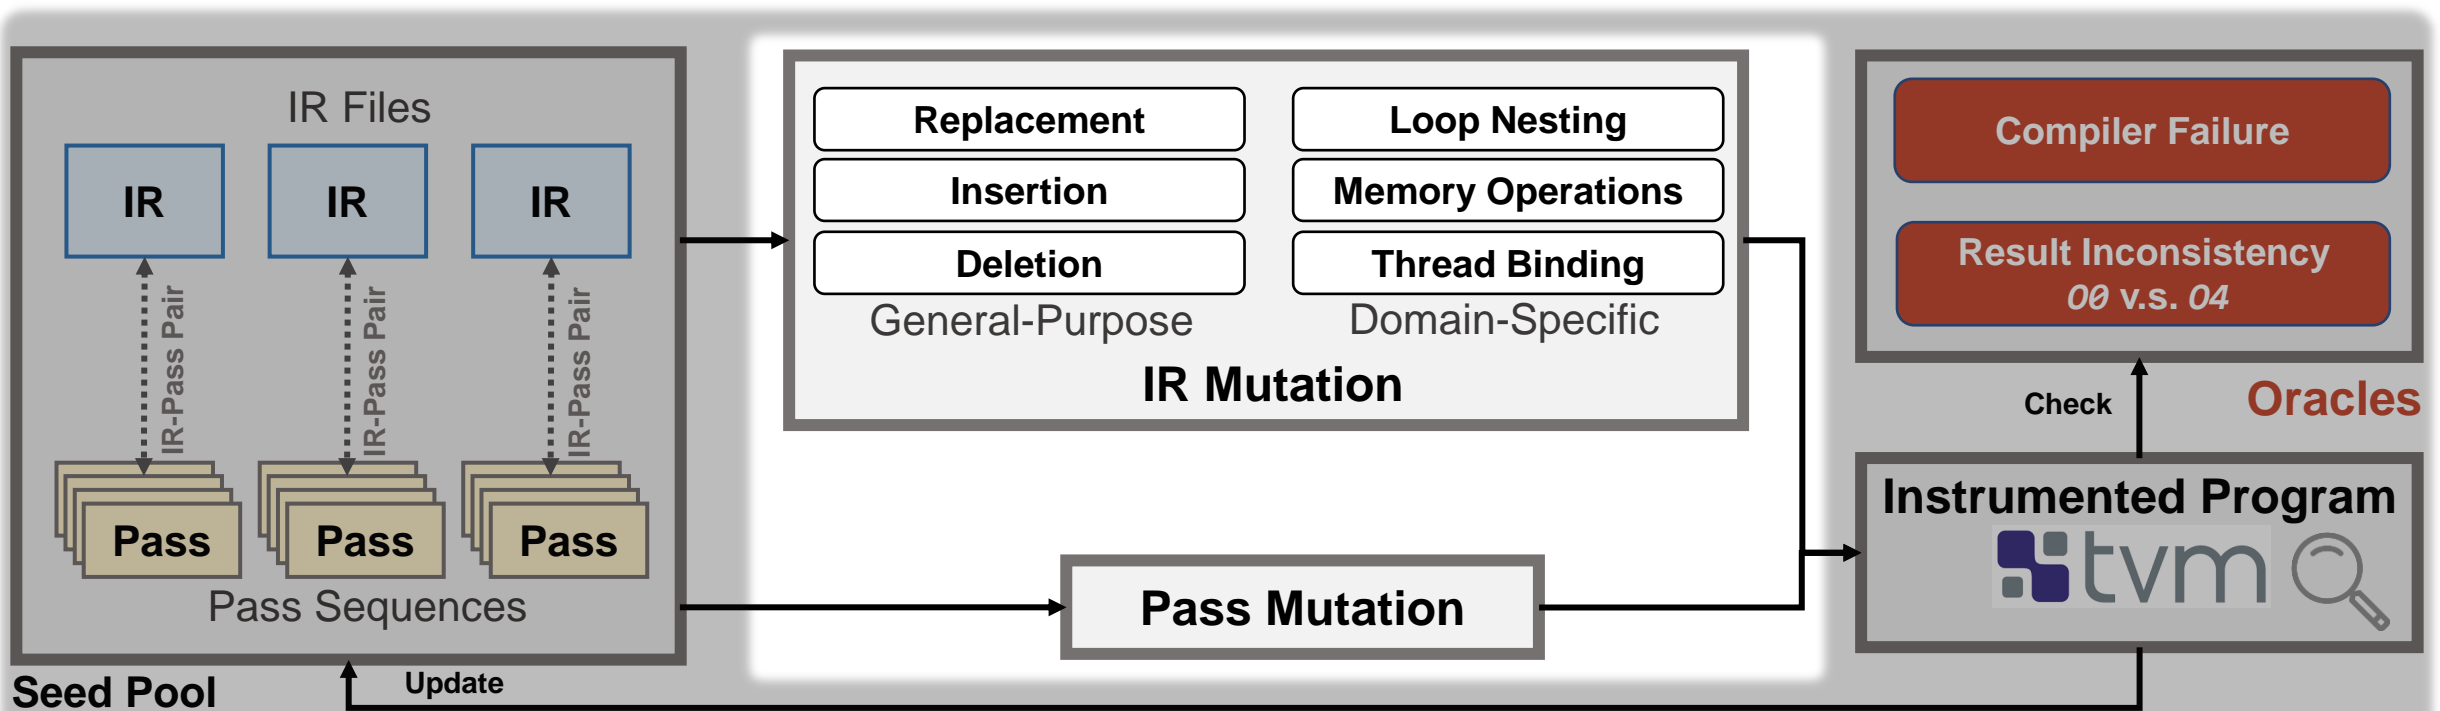 IR Files
IR
IR
IR
IR-Pass Pair
IR-Pass Pair
IR-Pass Pair
Pass
Pass
Pass
Pass Sequences
Seed Pool
Update
Replacement
Insertion
Deletion
General-Purpose
Loop Nesting
Memory Operations
Thread Binding
Domain-Specific
IR Mutation
Pass Mutation
Compiler Failure
Result Inconsistency
O0 v.s. O4
Check
Oracles
Instrumented Program
tvm